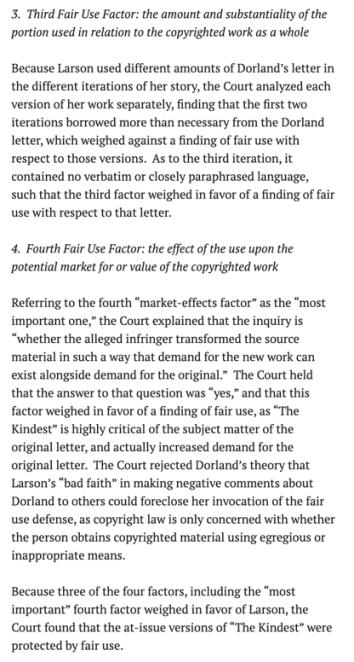 3. Third Fair Use Factor: the amount and substantiality of the
portion used in relation to the copyrighted work as a whole
Because Larson used different amounts of Dorland’s letter in
the different iterations of her story, the Court analyzed each
version of her work separately, finding that the first two
iterations borrowed more than necessary from the Dorland
letter, which weighed against a finding of fair use with
respect to those versions. As to the third iteration, it
contained no verbatim or closely paraphrased language,
such that the third factor weighed in favor of a finding of fair
use with respect to that letter.
4. Fourth Fair Use Factor: the effect of the use upon the
potential market for or value of the copyrighted work
Referring to the fourth “market-effects factor” as the “most
important one,” the Court explained that the inquiry is
“whether the alleged infringer transformed the source
material in such a way that demand for the new work can
exist alongside demand for the original.” The Court held
that the answer to that question was “yes,” and that this
factor weighed in favor of a finding of fair use, as “The
Kindest” is highly critical of the subject matter of the
original letter, and actually increased demand for the
original letter. The Court rejected Dorland’s theory that
Larson’s “bad faith” in making negative comments about
Dorland to others could foreclose her invocation of the fair
use defense, as copyright law is only concerned with whether
the person obtains copyrighted material using egregious or
inappropriate means.
Because three of the four factors, including the “most
important” fourth factor weighed in favor of Larson, the
Court found that the at-issue versions of “The Kindest” were
protected by fair use.